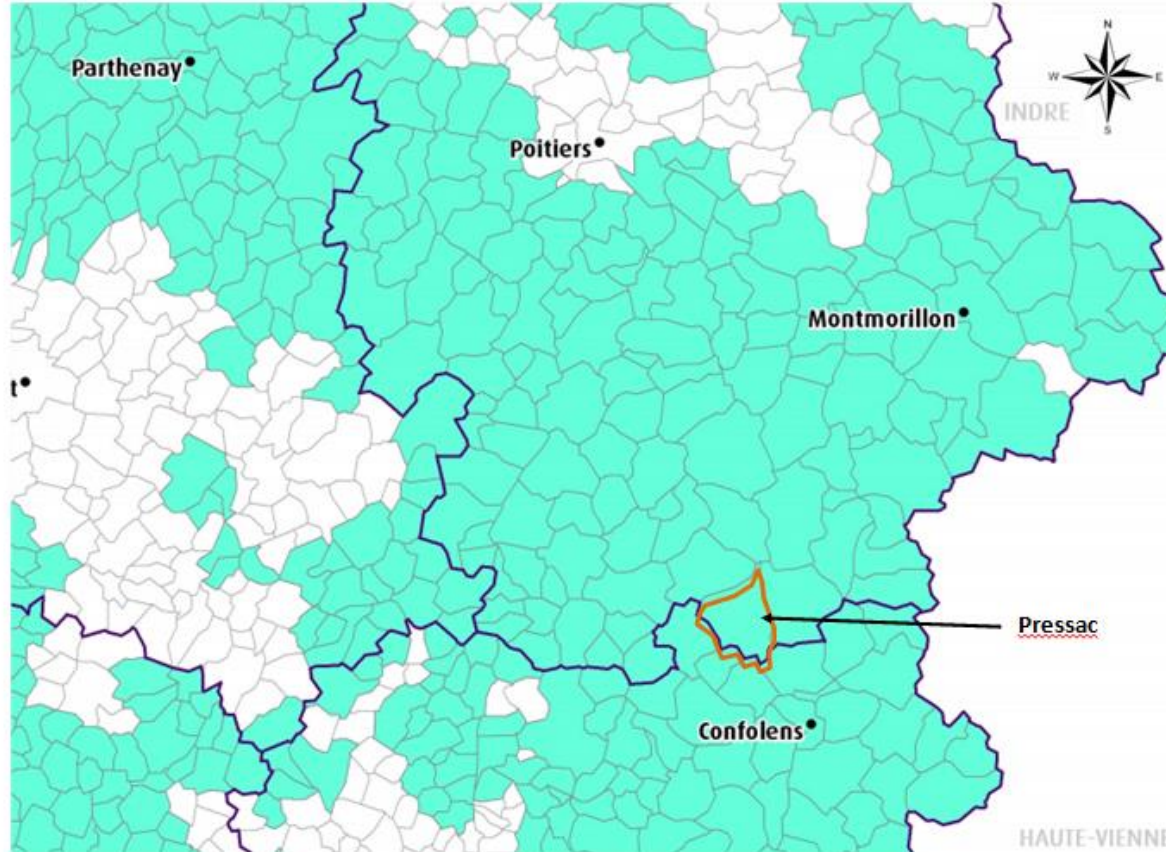 N
Parthenay
W
E
INDRE
S
Poitiers
Montmorillon
t
Pressac
Confolens
HAUTE-VIENNE